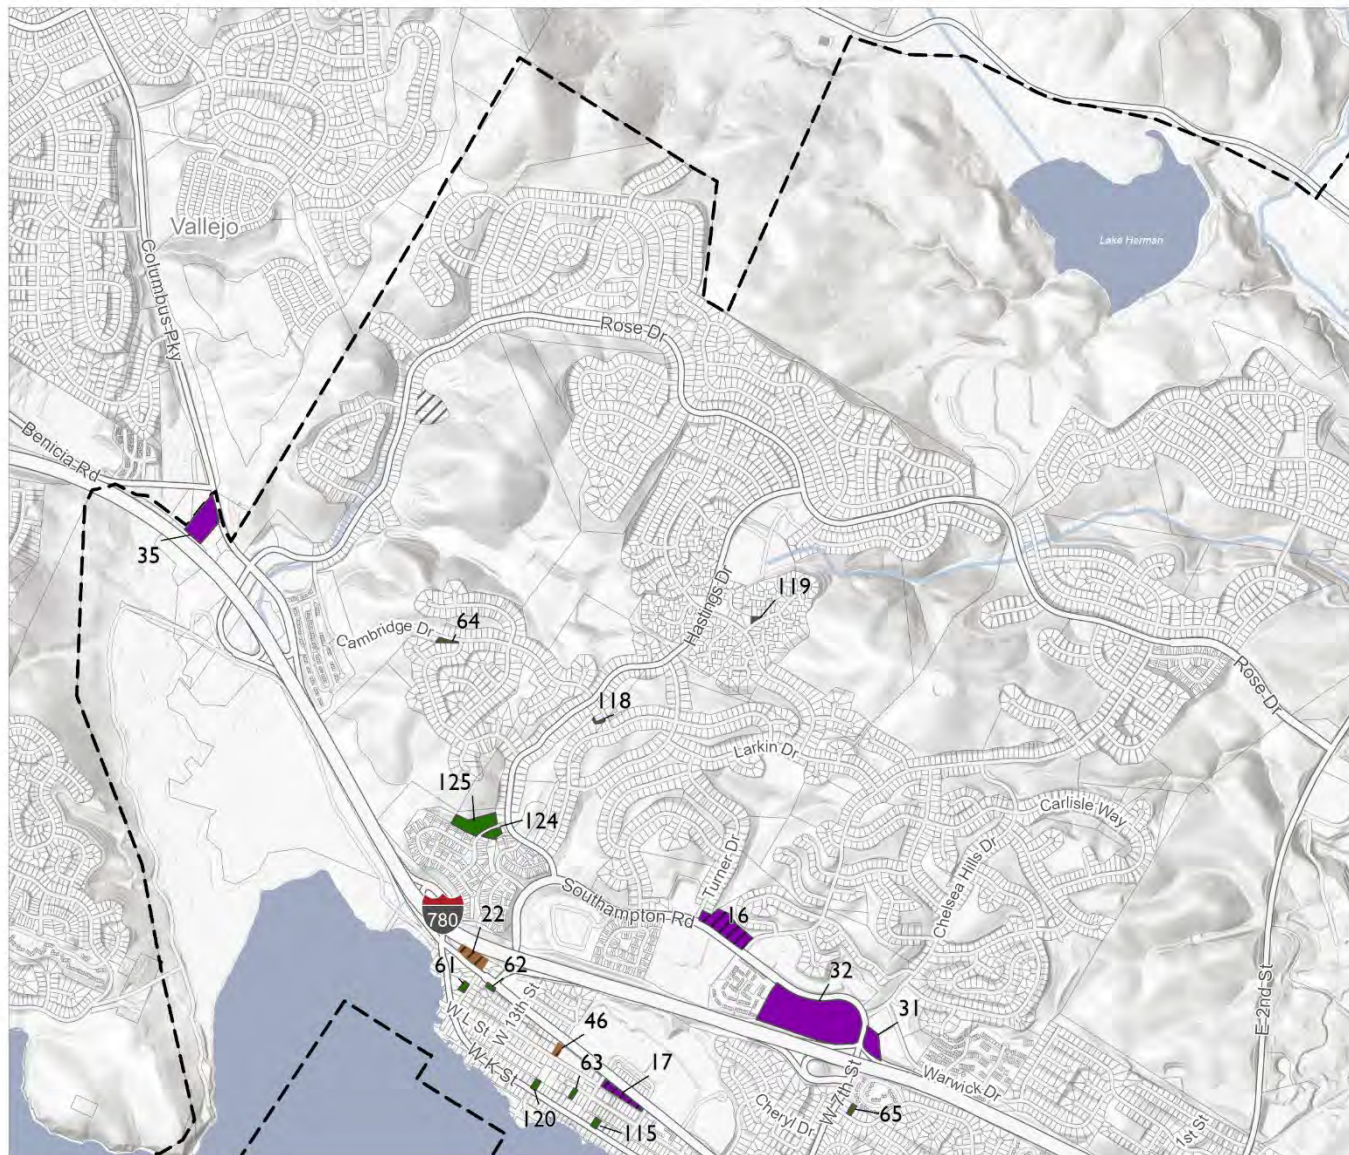 Vallejo
Lake Herman
Columbus Pky
Rose Dr
Benicia Rd
35
119
Hastings Dr
64
Cambridge Dr
Rose Dr
118
Larkin Dr
125
Carlisle Way
124
Turner Dr
Chelsea Hills Dr
Southampton Rd
16
780
22
61
62
32
E 2nd St
W 13th St
W L St
31
46
W K St
63
17
Warwick Dr
W 7th St
120
115
Cheryl Dr
65
1st St